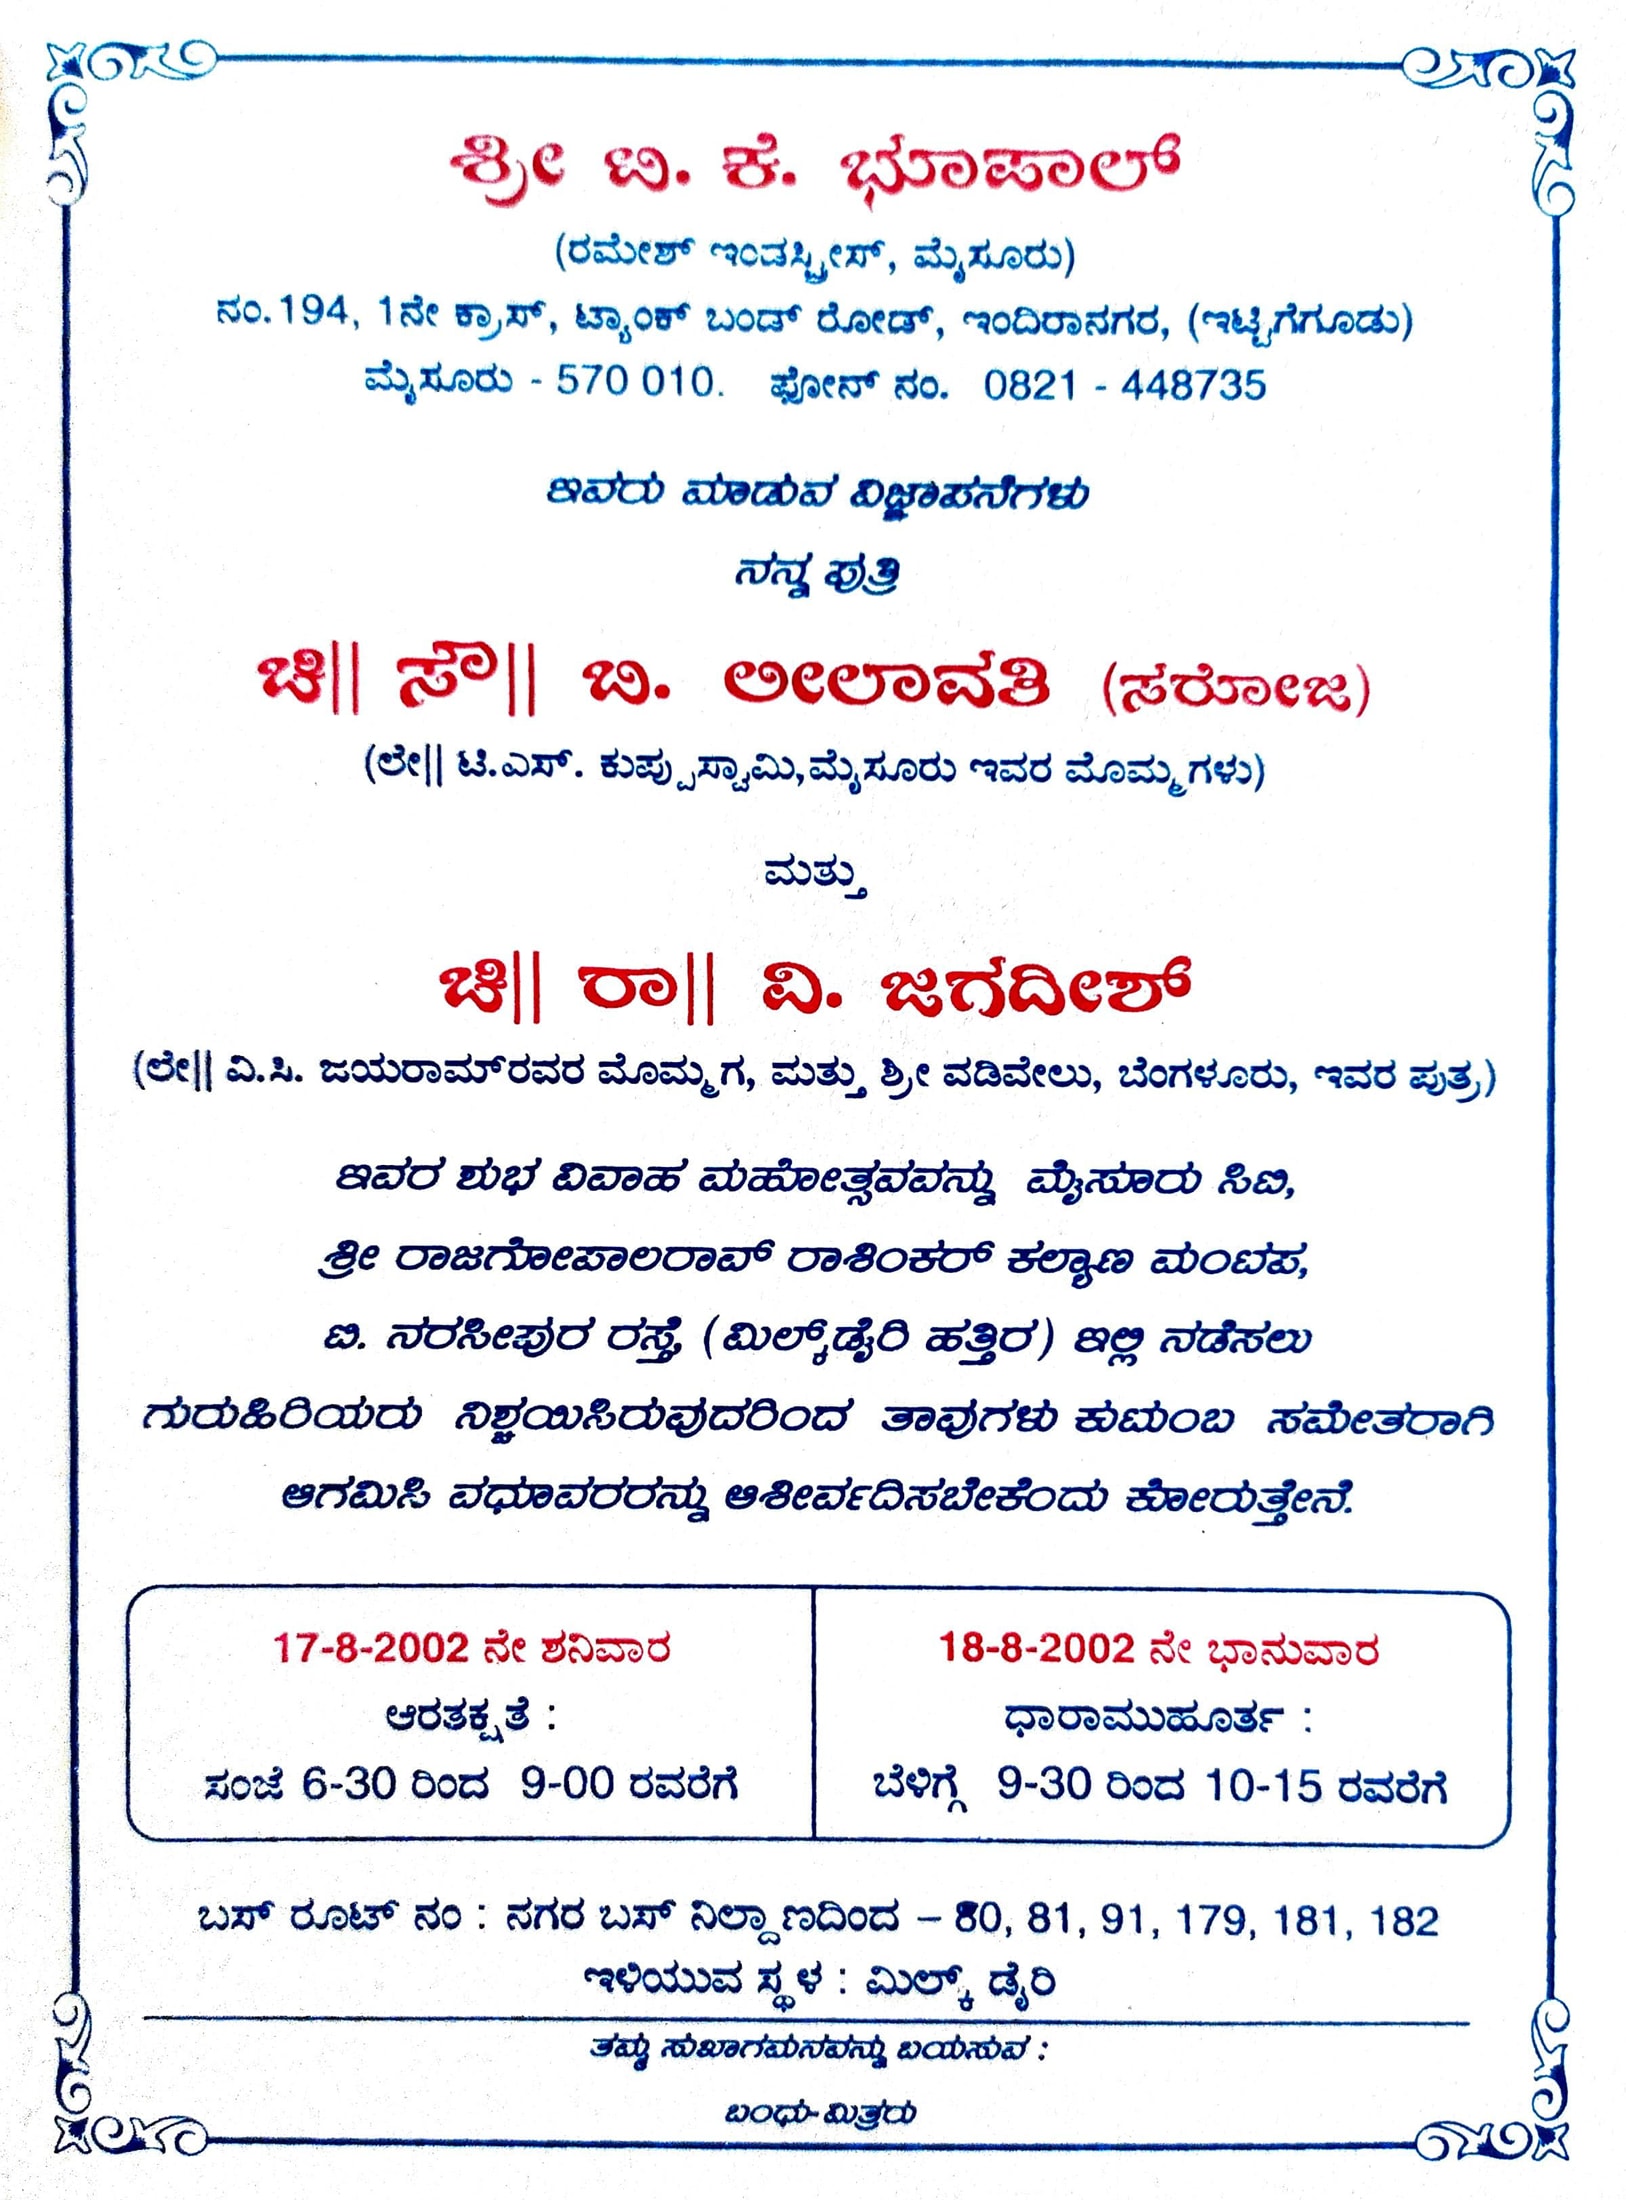 ಶ್ರೀ ಟಿ. ಕೆ. ಭೂಪಾಲ್
(ರಮೇಶ್ ಇಂಡಸ್ಟ್ರೀಸ್, ಮೈಸೂರು)
ನಂ.194, 1ನೇ ಕ್ರಾಸ್, ಟ್ಯಾಂಕ್ ಬಂಡ್ ರೋಡ್, ಇಂದಿರಾನಗರ, (ಇಟ್ಟಿಗೆಗೂಡು)
ಮೈಸೂರು - 570 010. ಫೋನ್ ನಂ. 0821 - 448735
ಇವರು ಮಾಡುವ ವಿಜ್ಞಾಪನೆಗಳು
ನನ್ನ ಪುತ್ರಿ
ಚಿ|| ಸೌ|| ಬಿ. ಲೀಲಾವತಿ (ಸರೋಜ)
(ಲೇ|| ಟಿ.ಎಸ್. ಕುಪ್ಪುಸ್ವಾಮಿ,ಮೈಸೂರು ಇವರ ಮೊಮ್ಮಗಳು)
ಮತ್ತು
ಚಿ|| ರಾ|| ವಿ. ಜಗದೀಶ್
(ಲೇ|| ವಿ.ಸಿ. ಜಯರಾಮ್‌ರವರ ಮೊಮ್ಮಗ, ಮತ್ತು ಶ್ರೀ ವಡಿವೇಲು, ಬೆಂಗಳೂರು, ಇವರ ಪುತ್ರ)
ಇವರ ಶುಭ ವಿವಾಹ ಮಹೋತ್ಸವವನ್ನು ಮೈಸೂರು ಸಿಟಿ,
ಶ್ರೀ ರಾಜಗೋಪಾಲರಾವ್ ರಾಶಿಂಕರ್ ಕಲ್ಯಾಣ ಮಂಟಪ,
ಟಿ. ನರಸೀಪುರ ರಸ್ತೆ, (ಮಿಲ್ಕ್‌ಡೈರಿ ಹತ್ತಿರ) ಇಲ್ಲಿ ನಡೆಸಲು
ಗುರುಹಿರಿಯರು ನಿಶ್ಚಯಿಸಿರುವುದರಿಂದ ತಾವುಗಳು ಕುಟುಂಬ ಸಮೇತರಾಗಿ
ಆಗಮಿಸಿ ವಧೂವರರನ್ನು ಆಶೀರ್ವದಿಸಬೇಕೆಂದು ಕೋರುತ್ತೇನೆ.
17-8-2002 ನೇ ಶನಿವಾರ
ಆರತಕ್ಷತೆ :
ಸಂಜೆ 6-30 ರಿಂದ 9-00 ರವರೆಗೆ
18-8-2002 ನೇ ಭಾನುವಾರ
ಧಾರಾಮುಹೂರ್ತ :
ಬೆಳಿಗ್ಗೆ 9-30 ರಿಂದ 10-15 ರವರೆಗೆ
ಬಸ್ ರೂಟ್ ನಂ : ನಗರ ಬಸ್ ನಿಲ್ದಾಣದಿಂದ – 80, 81, 91, 179, 181, 182
ಇಳಿಯುವ ಸ್ಥಳ : ಮಿಲ್ಕ್ ಡೈರಿ
ತಮ್ಮ ಸುಖಾಗಮನವನ್ನು ಬಯಸುವ :
ಬಂಧು-ಮಿತ್ರರು